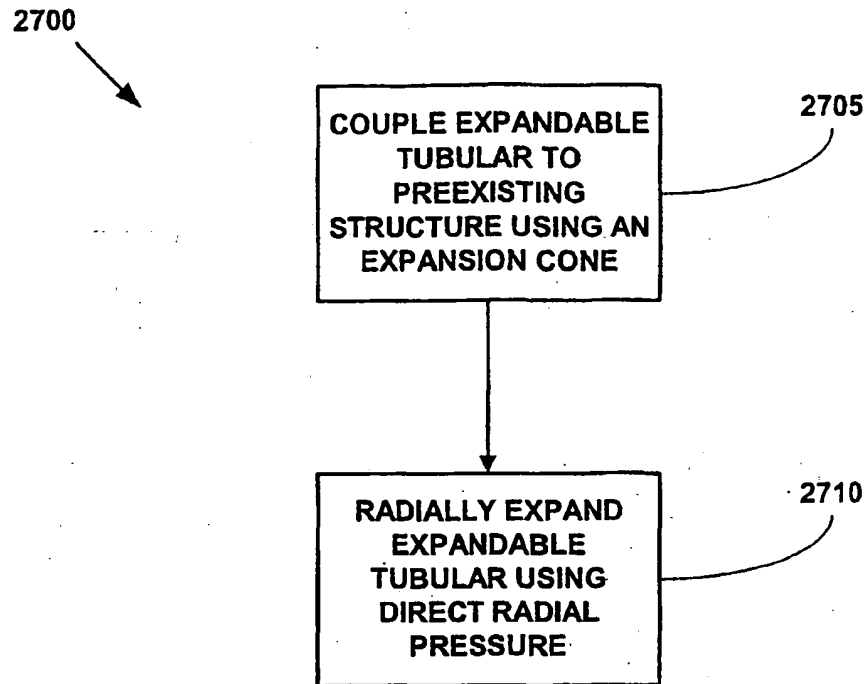 2700
2705
COUPLE EXPANDABLE
TUBULAR TO
PREEXISTING
STRUCTURE USING AN
EXPANSION CONE
2710
RADIALLY EXPAND
EXPANDABLE
TUBULAR USING
DIRECT RADIAL
PRESSURE